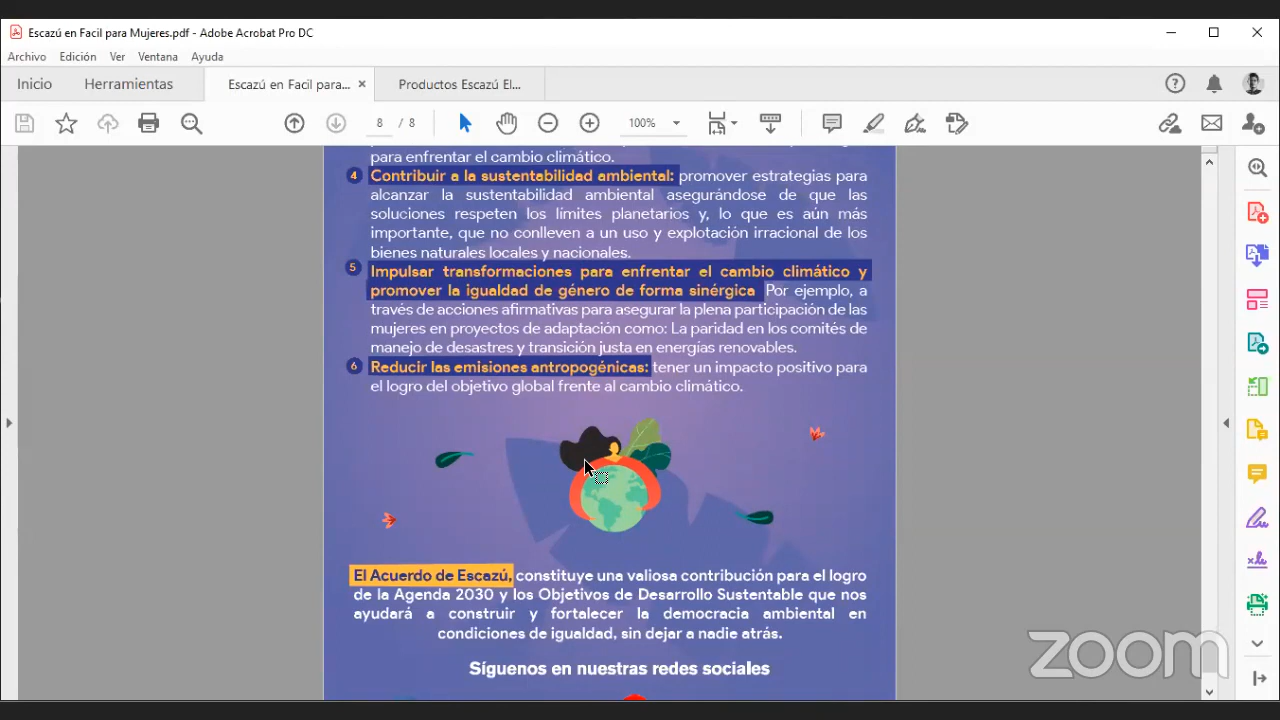 Escazú en Facil para Mujeres.pdf - Adobe Acrobat Pro DC
Archivo Edición Ver Ventana Ayuda
Inicio Herramientas Escazú en Facil para... × Productos Escazú El...
8 / 8 100%
para enfrentar el cambio climático.
4 Contribuir a la sustentabilidad ambiental: promover estrategias para
alcanzar la sustentabilidad ambiental asegurándose de que las
soluciones respeten los límites planetarios y, lo que es aún más
importante, que no conlleven a un uso y explotación irracional de los
bienes naturales locales y nacionales.
5 Impulsar transformaciones para enfrentar el cambio climático y
promover la igualdad de género de forma sinérgica Por ejemplo, a
través de acciones afirmativas para asegurar la plena participación de las
mujeres en proyectos de adaptación como: La paridad en los comités de
manejo de desastres y transición justa en energías renovables.
6 Reducir las emisiones antropogénicas: tener un impacto positivo para
el logro del objetivo global frente al cambio climático.
El Acuerdo de Escazú, constituye una valiosa contribución para el logro
de la Agenda 2030 y los Objetivos de Desarrollo Sustentable que nos
ayudará a construir y fortalecer la democracia ambiental en
condiciones de igualdad, sin dejar a nadie atrás.
Síguenos en nuestras redes sociales
zoom